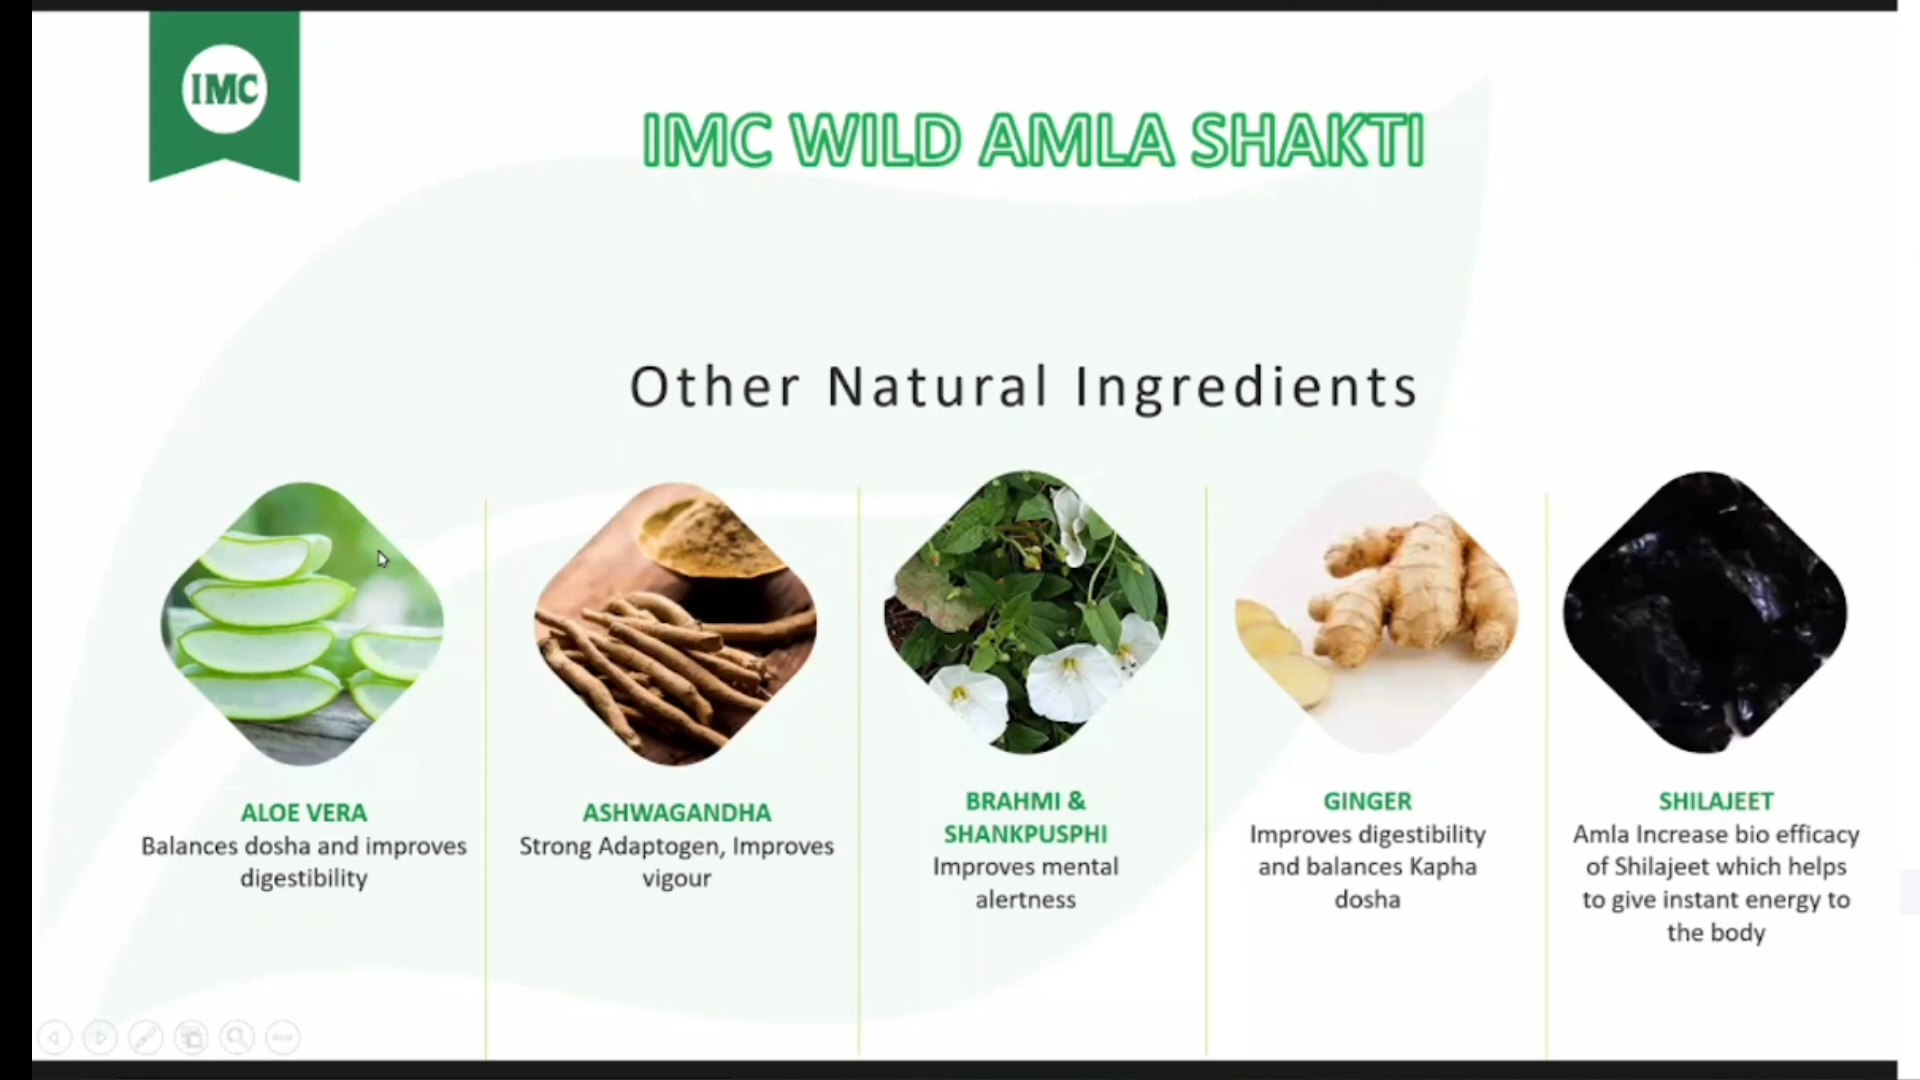 IMC
IMC WILD AMLA SHAKTI
Other Natural Ingredients
ALOE VERA
Balances dosha and improves
digestibility
ASHWAGANDHA
Strong Adaptogen, Improves
vigour
BRAHMI &
SHANKPUSPHI
Improves mental
alertness
GINGER
Improves digestibility
and balances Kapha
dosha
SHILAJEET
Amla Increase bio efficacy
of Shilajeet which helps
to give instant energy to
the body